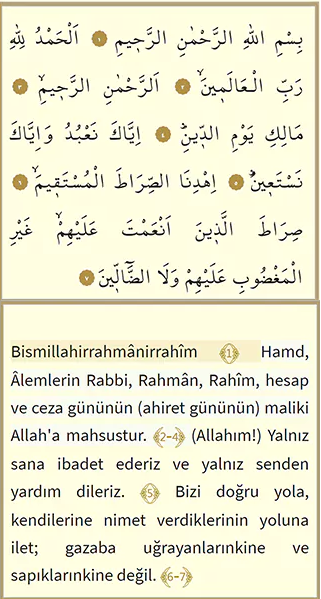 بِسْمِ اللهِ الرَّحْمٰنِ الرَّحٖيمِ ﴿١﴾ اَلْحَمْدُ لِلّٰهِ
رَبِّ الْعَالَمٖينَۙ ﴿٢﴾ اَلرَّحْمٰنِ الرَّحٖيمِۙ ﴿٣﴾
مَالِكِ يَوْمِ الدّٖينِؕ ﴿٤﴾ اِيَّاكَ نَعْبُدُ وَاِيَّاكَ
نَسْتَعٖينُؕ ﴿٥﴾ اِهْدِنَا الصِّرَاطَ الْمُسْتَقٖيمَۙ ﴿٦﴾
صِرَاطَ الَّذٖينَ اَنْعَمْتَ عَلَيْهِمْۙ غَيْرِ
الْمَغْضُوبِ عَلَيْهِمْ وَلَا الضَّٓالّٖينَ ﴿٧﴾
Bismillahirrahmânirrahîm ﴾1﴿ Hamd,
Âlemlerin Rabbi, Rahmân, Rahîm, hesap
ve ceza gününün (ahiret gününün) maliki
Allah'a mahsustur. ﴾2-4﴿ (Allahım!) Yalnız
sana ibadet ederiz ve yalnız senden
yardım dileriz. ﴾5﴿ Bizi doğru yola,
kendilerine nimet verdiklerinin yoluna
ilet; gazaba uğrayanlarınkine ve
sapıklarınkine değil. ﴾6-7﴿